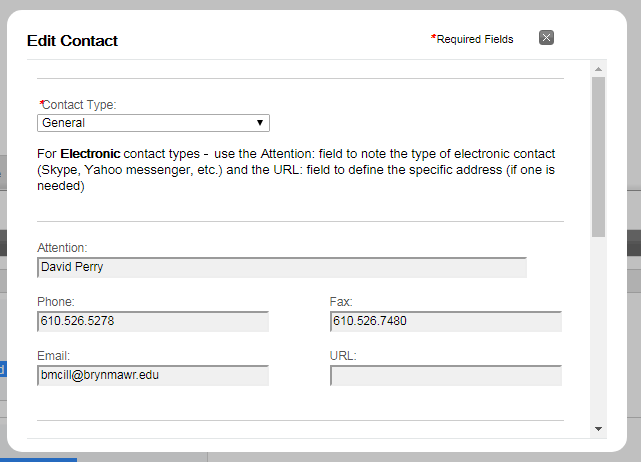 Edit Contact
*Required Fields
*Contact Type:
General
For Electronic contact types - use the Attention: field to note the type of electronic contact
(Skype, Yahoo messenger, etc.) and the URL: field to define the specific address (if one is
needed)
Attention:
David Perry
Phone: Fax:
610.526.5278 610.526.7480
Email: URL:
bmcill@brynmawr.edu